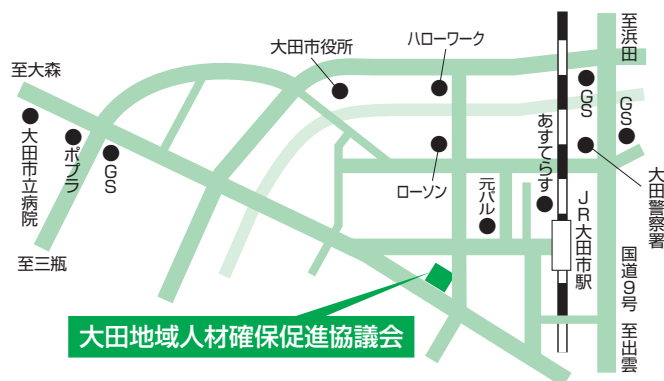 至浜田
ハローワーク
大田市役所
至大森
GS
GS
あすてらす
大田市立病院
ポプラ
GS
ローソン
元パル
大田警察署
JR大田市駅
至三瓶
国道9号
至出雲
大田地域人材確保促進協議会